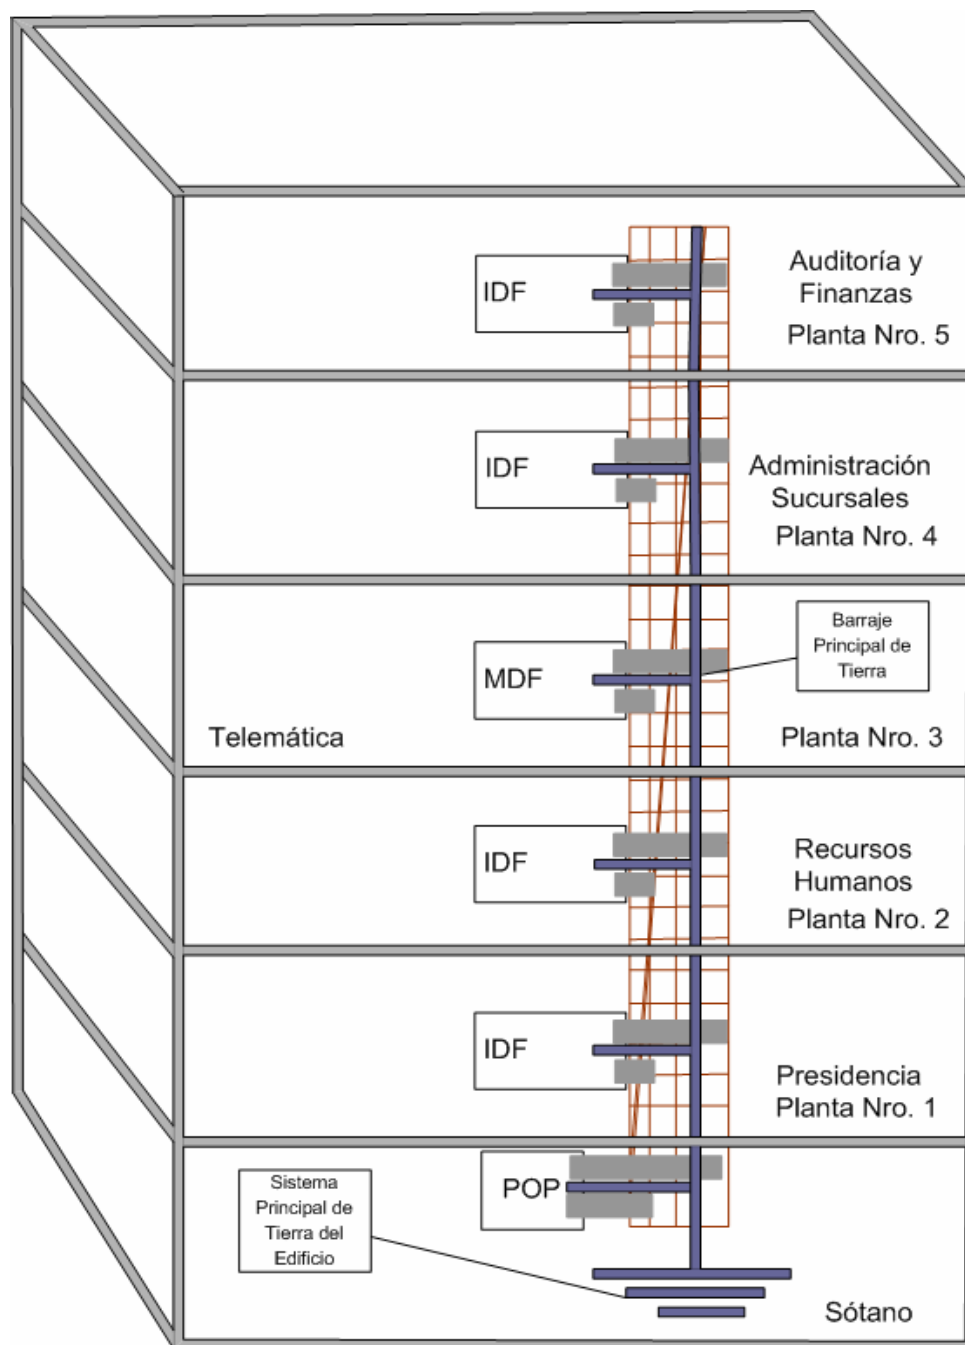 IDF
Auditoría y
Finanzas
Planta Nro. 5
IDF
Administración
Sucursales
Planta Nro. 4
Barraje
Principal de
Tierra
MDF
Telemática
Planta Nro. 3
IDF
Recursos
Humanos
Planta Nro. 2
IDF
Presidencia
Planta Nro. 1
POP
Sistema
Principal de
Tierra del
Edificio
Sótano